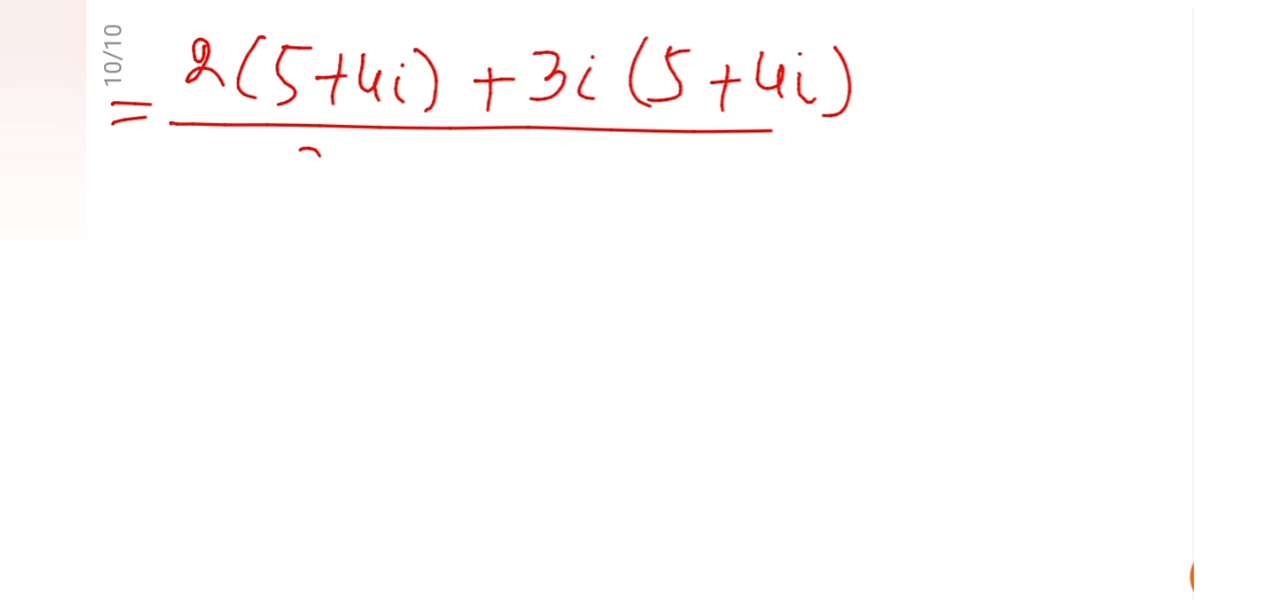 10/10
= 2(5+4i) + 3i(5+4i)